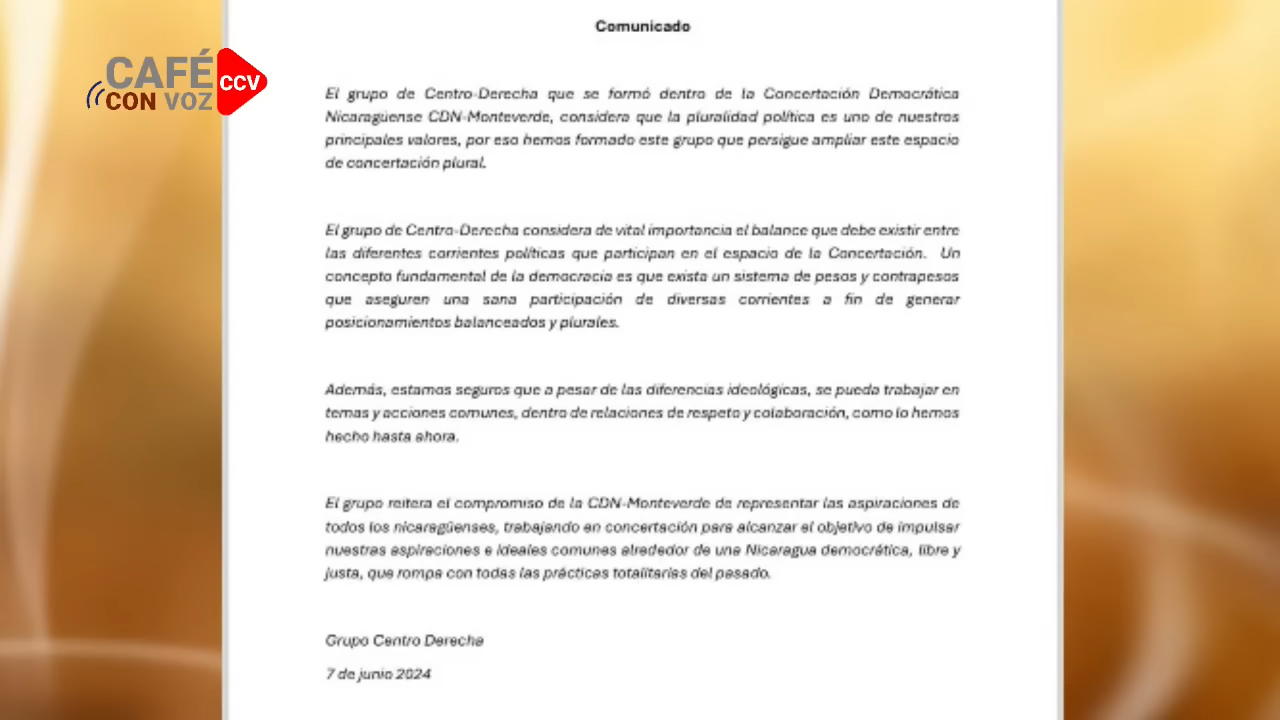 Comunicado
CAFÉ
CON VOZ
CCV
El grupo de Centro-Derecha que se formó dentro de la Concertación Democrática
Nicaragüense CDN-Monteverde, considera que la pluralidad política es uno de nuestros
principales valores, por eso hemos formado este grupo que persigue ampliar este espacio
de concertación plural.
El grupo de Centro-Derecha considera de vital importancia el balance que debe existir entre
las diferentes corrientes políticas que participan en el espacio de la Concertación. Un
concepto fundamental de la democracia es que exista un sistema de pesos y contrapesos
que aseguren una sana participación de diversas corrientes a fin de generar
posicionamientos balanceados y plurales.
Además, estamos seguros que a pesar de las diferencias ideológicas, se pueda trabajar en
temas y acciones comunes, dentro de relaciones de respeto y colaboración, como lo hemos
hecho hasta ahora.
El grupo reitera el compromiso de la CDN-Monteverde de representar las aspiraciones de
todos los nicaragüenses, trabajando en concertación para alcanzar el objetivo de impulsar
nuestras aspiraciones e ideales comunes alrededor de una Nicaragua democrática, libre y
justa, que rompa con todas las prácticas totalitarias del pasado.
Grupo Centro Derecha
7 de junio 2024